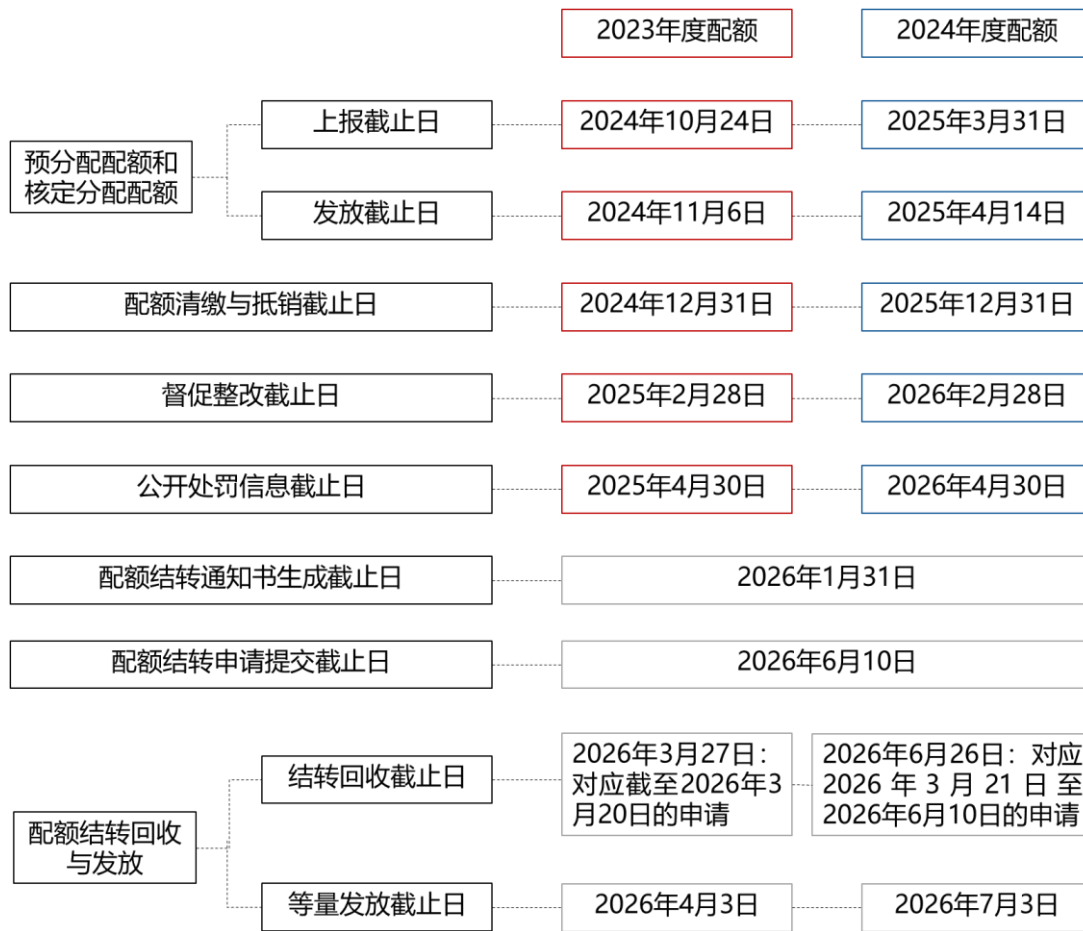 2023年度配额
2024年度配额
预分配配额和
核定分配配额
上报截止日
2024年10月24日
2025年3月31日
发放截止日
2024年11月6日
2025年4月14日
配额清缴与抵销截止日
2024年12月31日
2025年12月31日
督促整改截止日
2025年2月28日
2026年2月28日
公开处罚信息截止日
2025年4月30日
2026年4月30日
配额结转通知书生成截止日
2026年1月31日
配额结转申请提交截止日
2026年6月10日
配额结转回收
与发放
结转回收截止日
2026年3月27日：
对应截至2026年3
月20日的申请
2026年6月26日：对应
2026年3月21日至
2026年6月10日的申请
等量发放截止日
2026年4月3日
2026年7月3日